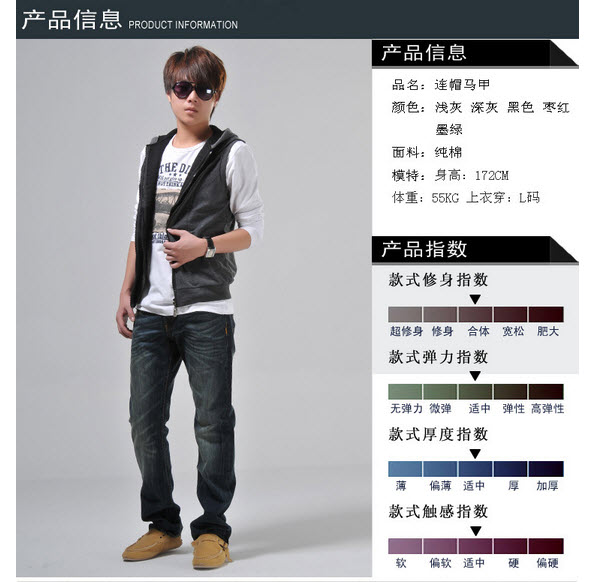 产品信息 PRODUCT INFORMATION
产品信息
品名：连帽马甲
颜色：浅灰 深灰 黑色 枣红
墨绿
面料：纯棉
模特：身高：172CM
体重：55KG 上衣穿：L码
产品指数
款式修身指数
超修身 修身 合体 宽松 肥大
款式弹力指数
无弹力 微弹 适中 弹性 高弹性
款式厚度指数
薄 偏薄 适中 厚 加厚
款式触感指数
软 偏软 适中 硬 偏硬
THE DI